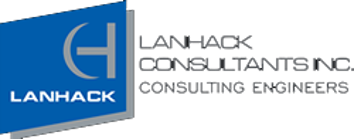 LANHACK
LANHACK
CONSULTANTS INC.
CONSULTING ENGINEERS